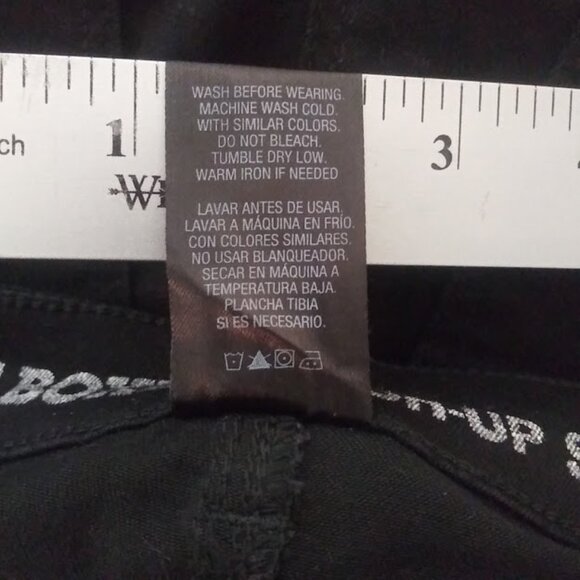 ch 1 3
WASH BEFORE WEARING.
MACHINE WASH COLD.
WITH SIMILAR COLORS.
DO NOT BLEACH.
TUMBLE DRY LOW.
WARM IRON IF NEEDED
LAVAR ANTES DE USAR.
LAVAR A MÁQUINA EN FRÍO.
CON COLORES SIMILARES.
NO USAR BLANQUEADOR.
SECAR EN MÁQUINA A
TEMPERATURA BAJA.
PLANCHA TIBIA
SI ES NECESARIO.
-UP S